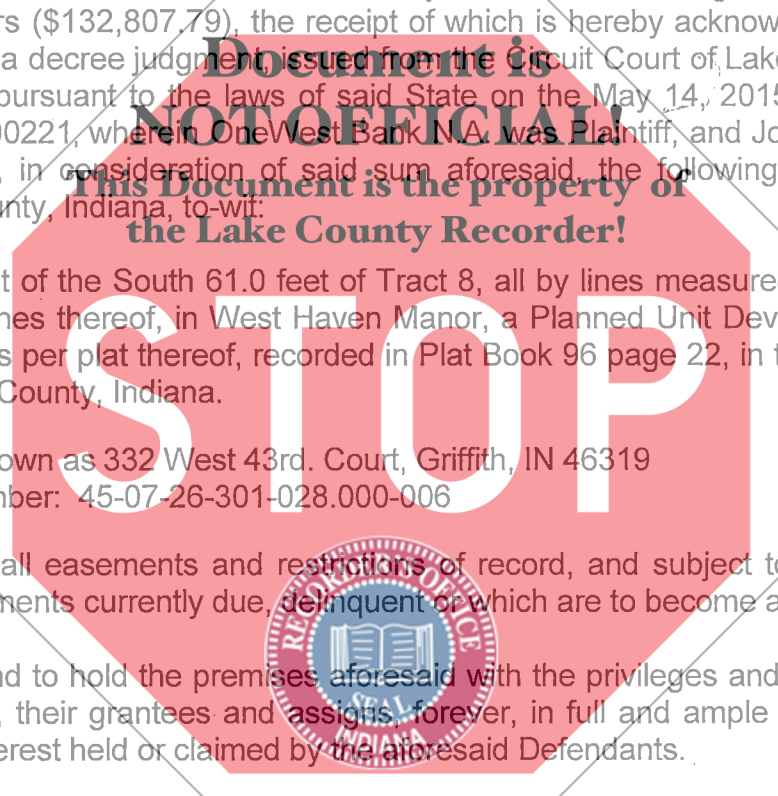 rs ($132,807.79), the receipt of which is hereby acknow
Document is
a decree judgment, issued from the Circuit Court of Lake
pursuant to the laws of said State on the May 14, 2015
NOT OFFICIAL!
00221, wherein OneWest Bank N.A. was Plaintiff, and Jo
, in consideration of said sum aforesaid, the following
This Document is the property of
nty, Indiana, to-wit:
the Lake County Recorder!
t of the South 61.0 feet of Tract 8, all by lines measure
nes thereof, in West Haven Manor, a Planned Unit Dev
s per plat thereof, recorded in Plat Book 96 page 22, in t
County, Indiana.
STOP
own as 332 West 43rd. Court, Griffith, IN 46319
nber: 45-07-26-301-028.000-006
all easements and restrictions of record, and subject to
ments currently due, delinquent or which are to become a
RECORDER'S OFFICE
nd to hold the premises aforesaid with the privileges and
SEAL
, their grantees and assigns, forever, in full and ample
INDIANA
erest held or claimed by the aforesaid Defendants.